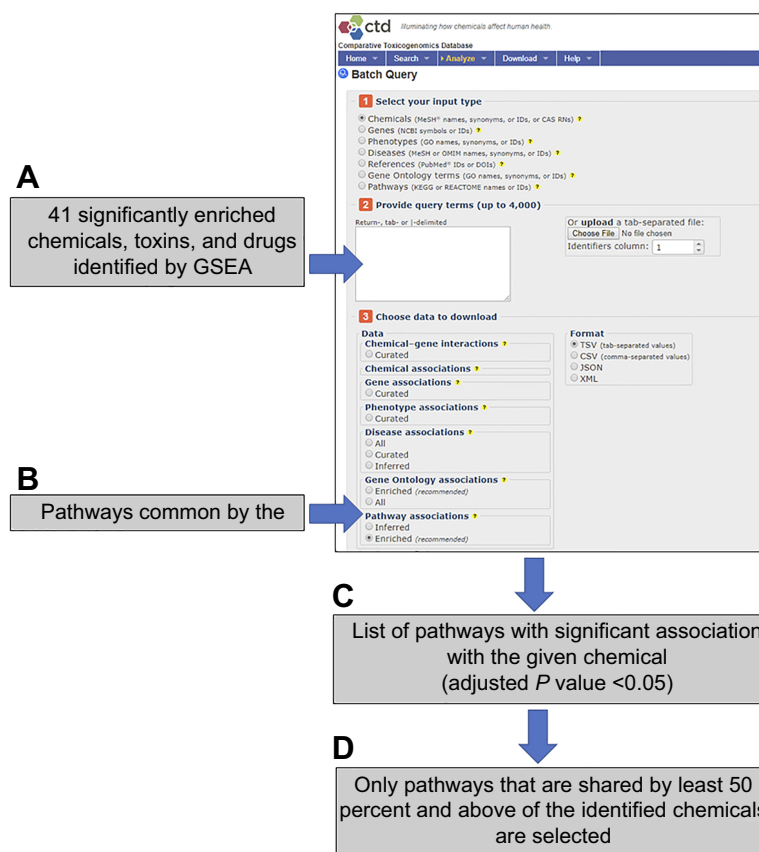 ctd Illuminating how chemicals affect human health.
Comparative Toxicogenomics Database
Home Search Analyze Download Help
Batch Query
1 Select your input type
Chemicals (MeSH® names, synonyms, or IDs, or CAS RNs) ?
Genes (NCBI symbols or IDs) ?
Phenotypes (GO names, synonyms, or IDs) ?
Diseases (MeSH or OMIM names, synonyms, or IDs) ?
References (PubMed® IDs or DOIs) ?
Gene Ontology terms (GO names, synonyms, or IDs) ?
Pathways (KEGG or REACTOME names or IDs) ?
A
41 significantly enriched
chemicals, toxins, and drugs
identified by GSEA
2 Provide query terms (up to 4,000)
Return-, tab- or |-delimited
Or upload a tab-separated file:
Choose File No file chosen
Identifiers column: 1
3 Choose data to download
Data
Chemical–gene interactions ?
Curated
Chemical associations ?
Gene associations ?
Curated
Phenotype associations ?
Curated
Disease associations ?
All
Curated
Inferred
Gene Ontology associations ?
Enriched (recommended)
All
Pathway associations ?
Inferred
Enriched (recommended)
Format
TSV (tab-separated values)
CSV (comma-separated values)
JSON
XML
B
Pathways common by the
C
List of pathways with significant association
with the given chemical
(adjusted P value <0.05)
D
Only pathways that are shared by least 50
percent and above of the identified chemicals
are selected